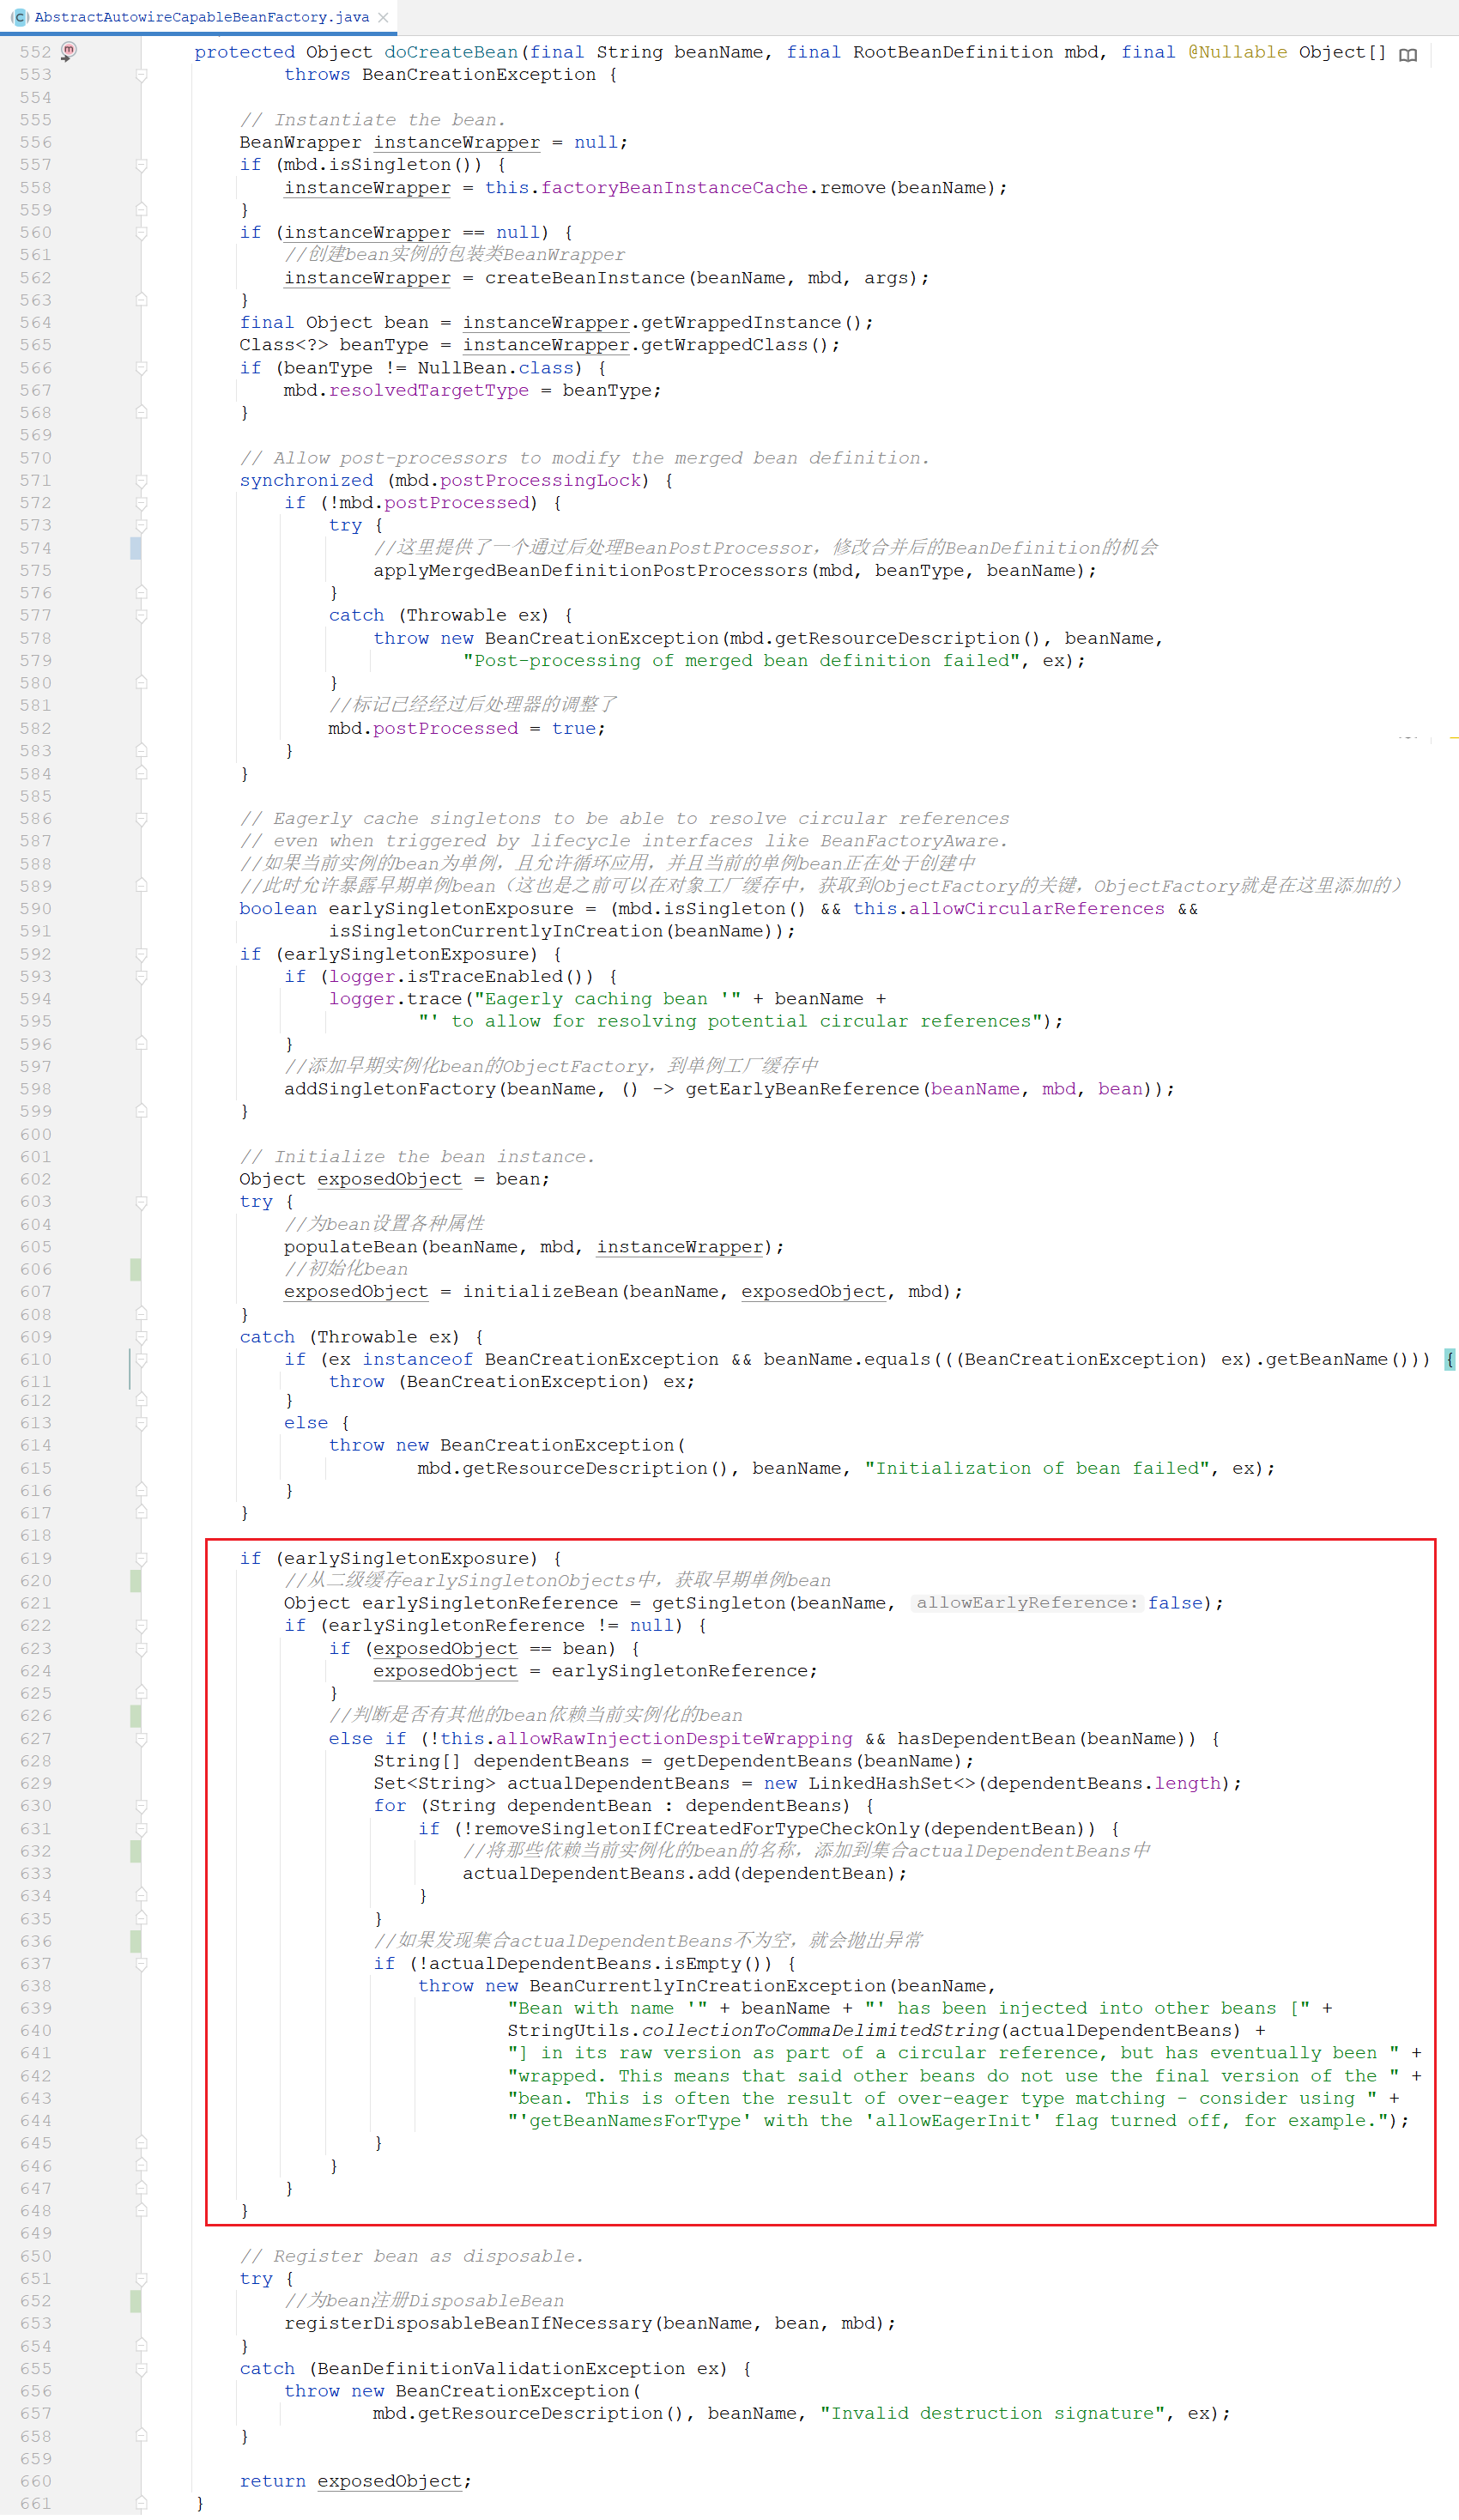 AbstractAutowireCapableBeanFactory.java
552 protected Object doCreateBean(final String beanName, final RootBeanDefinition mbd, final @Nullable Object[]
553 throws BeanCreationException {
554
555 // Instantiate the bean.
556 BeanWrapper instanceWrapper = null;
557 if (mbd.isSingleton()) {
558 instanceWrapper = this.factoryBeanInstanceCache.remove(beanName);
559 }
560 if (instanceWrapper == null) {
561 //创建bean实例的包装类BeanWrapper
562 instanceWrapper = createBeanInstance(beanName, mbd, args);
563 }
564 final Object bean = instanceWrapper.getWrappedInstance();
565 Class<?> beanType = instanceWrapper.getWrappedClass();
566 if (beanType != NullBean.class) {
567 mbd.resolvedTargetType = beanType;
568 }
569
570 // Allow post-processors to modify the merged bean definition.
571 synchronized (mbd.postProcessingLock) {
572 if (!mbd.postProcessed) {
573 try {
574 //这里提供了一个通过后处理BeanPostProcessor，修改合并后的BeanDefinition的机会
575 applyMergedBeanDefinitionPostProcessors(mbd, beanType, beanName);
576 }
577 catch (Throwable ex) {
578 throw new BeanCreationException(mbd.getResourceDescription(), beanName,
579 "Post-processing of merged bean definition failed", ex);
580 }
581 //标记已经经过后处理器的调整了
582 mbd.postProcessed = true;
583 }
584 }
585
586 // Eagerly cache singletons to be able to resolve circular references
587 // even when triggered by lifecycle interfaces like BeanFactoryAware.
588 //如果当前实例的bean为单例，且允许循环应用，并且当前的单例bean正在处于创建中
589 //此时允许暴露早期单例bean（这也是之前可以在对象工厂缓存中，获取到ObjectFactory的关键，ObjectFactory就是在这里添加的）
590 boolean earlySingletonExposure = (mbd.isSingleton() && this.allowCircularReferences &&
591 isSingletonCurrentlyInCreation(beanName));
592 if (earlySingletonExposure) {
593 if (logger.isTraceEnabled()) {
594 logger.trace("Eagerly caching bean '" + beanName +
595 "' to allow for resolving potential circular references");
596 }
597 //添加早期实例化bean的ObjectFactory，到单例工厂缓存中
598 addSingletonFactory(beanName, () -> getEarlyBeanReference(beanName, mbd, bean));
599 }
600
601 // Initialize the bean instance.
602 Object exposedObject = bean;
603 try {
604 //为bean设置各种属性
605 populateBean(beanName, mbd, instanceWrapper);
606 //初始化bean
607 exposedObject = initializeBean(beanName, exposedObject, mbd);
608 }
609 catch (Throwable ex) {
610 if (ex instanceof BeanCreationException && beanName.equals(((BeanCreationException) ex).getBeanName())) {
611 throw (BeanCreationException) ex;
612 }
613 else {
614 throw new BeanCreationException(
615 mbd.getResourceDescription(), beanName, "Initialization of bean failed", ex);
616 }
617 }
618
619 if (earlySingletonExposure) {
620 //从二级缓存earlySingletonObjects中，获取早期单例bean
621 Object earlySingletonReference = getSingleton(beanName, allowEarlyReference: false);
622 if (earlySingletonReference != null) {
623 if (exposedObject == bean) {
624 exposedObject = earlySingletonReference;
625 }
626 //判断是否有其他的bean依赖当前实例化的bean
627 else if (!this.allowRawInjectionDespiteWrapping && hasDependentBean(beanName)) {
628 String[] dependentBeans = getDependentBeans(beanName);
629 Set<String> actualDependentBeans = new LinkedHashSet<>(dependentBeans.length);
630 for (String dependentBean : dependentBeans) {
631 if (!removeSingletonIfCreatedForTypeCheckOnly(dependentBean)) {
632 //将那些依赖当前实例化的bean的名称，添加到集合actualDependentBeans中
633 actualDependentBeans.add(dependentBean);
634 }
635 }
636 //如果发现集合actualDependentBeans不为空，就会抛出异常
637 if (!actualDependentBeans.isEmpty()) {
638 throw new BeanCurrentlyInCreationException(beanName,
639 "Bean with name '" + beanName + "' has been injected into other beans [" +
640 StringUtils.collectionToCommaDelimitedString(actualDependentBeans) +
641 "] in its raw version as part of a circular reference, but has eventually been " +
642 "wrapped. This means that said other beans do not use the final version of the " +
643 "bean. This is often the result of over-eager type matching - consider using " +
644 "'getBeanNamesForType' with the 'allowEagerInit' flag turned off, for example.");
645 }
646 }
647 }
648 }
649
650 // Register bean as disposable.
651 try {
652 //为bean注册DisposableBean
653 registerDisposableBeanIfNecessary(beanName, bean, mbd);
654 }
655 catch (BeanDefinitionValidationException ex) {
656 throw new BeanCreationException(
657 mbd.getResourceDescription(), beanName, "Invalid destruction signature", ex);
658 }
659
660 return exposedObject;
661 }